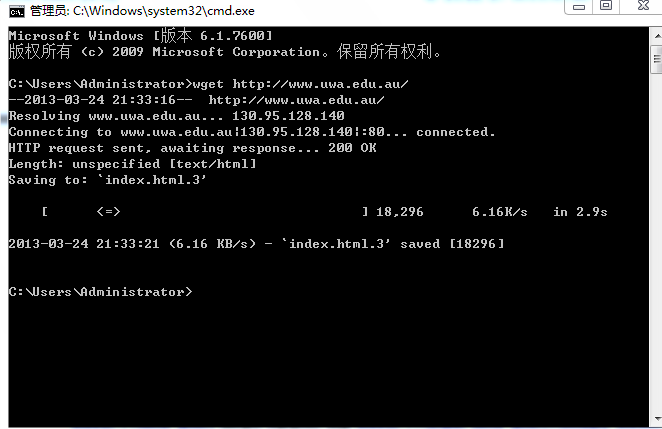 管理员: C:\Windows\system32\cmd.exe
Microsoft Windows [版本 6.1.7600]
版权所有 (c) 2009 Microsoft Corporation。保留所有权利。
C:\Users\Administrator>wget http://www.uwa.edu.au/
--2013-03-24 21:33:16--  http://www.uwa.edu.au/
Resolving www.uwa.edu.au... 130.95.128.140
Connecting to www.uwa.edu.au|130.95.128.140|:80... connected.
HTTP request sent, awaiting response... 200 OK
Length: unspecified [text/html]
Saving to: `index.html.3'
    [      <=>                              ] 18,296      6.16K/s   in 2.9s
2013-03-24 21:33:21 (6.16 KB/s) - `index.html.3' saved [18296]
C:\Users\Administrator>